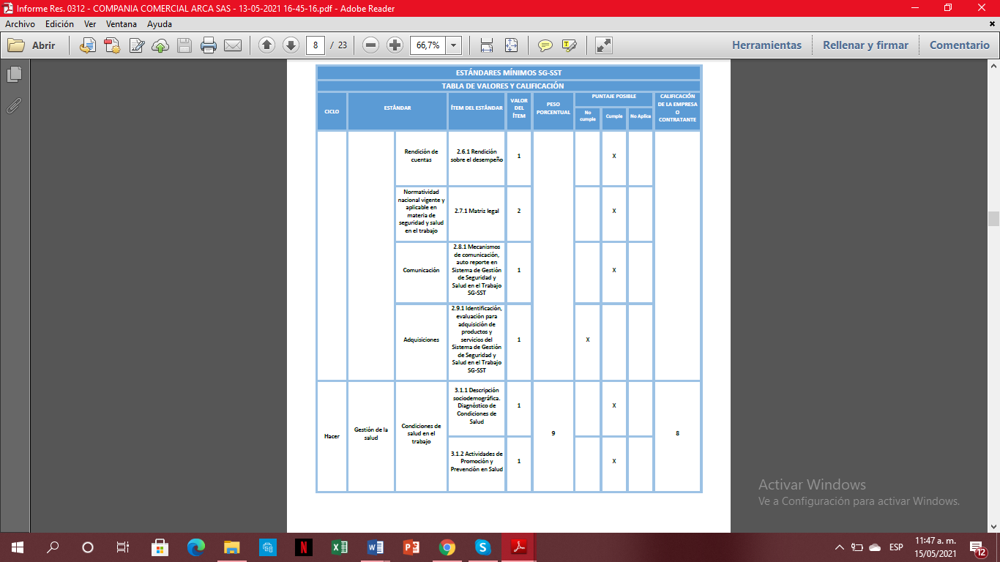 Informe Res. 0312 - COMPANIA COMERCIAL ARCA SAS - 13-05-2021 16-45-16.pdf - Adobe Reader
Archivo Edición Ver Ventana Ayuda
Abrir
8 / 23
66,7%
Herramientas
Rellenar y firmar
Comentario
ESTÁNDARES MÍNIMOS SG-SST
TABLA DE VALORES Y CALIFICACIÓN
CICLO
ESTÁNDAR
ÍTEM DEL ESTÁNDAR
VALOR
DEL
ÍTEM
PESO
PORCENTUAL
PUNTAJE POSIBLE
No
cumple
Cumple
No Aplica
CALIFICACIÓN
DE LA EMPRESA
O
CONTRATANTE
Rendición de
cuentas
2.6.1 Rendición
sobre el desempeño
1
X
Normatividad
nacional vigente y
aplicable en
materia de
seguridad y salud
en el trabajo
2.7.1 Matriz legal
2
X
Comunicación
2.8.1 Mecanismos
de comunicación,
auto reporte en
Sistema de Gestión
de Seguridad y
Salud en el Trabajo
SG-SST
1
X
Adquisiciones
2.9.1 Identificación,
evaluación para
adquisición de
productos y
servicios del
Sistema de Gestión
de Seguridad y
Salud en el Trabajo
SG-SST
1
X
Hacer
Gestión de la
salud
Condiciones de
salud en el
trabajo
3.1.1 Descripción
sociodemográfica.
Diagnóstico de
Condiciones de
Salud
1
X
9
8
3.1.2 Actividades de
Promoción y
Prevención en Salud
1
X
Activar Windows
Ve a Configuración para activar Windows.
ESP
11:47 a. m.
15/05/2021
12